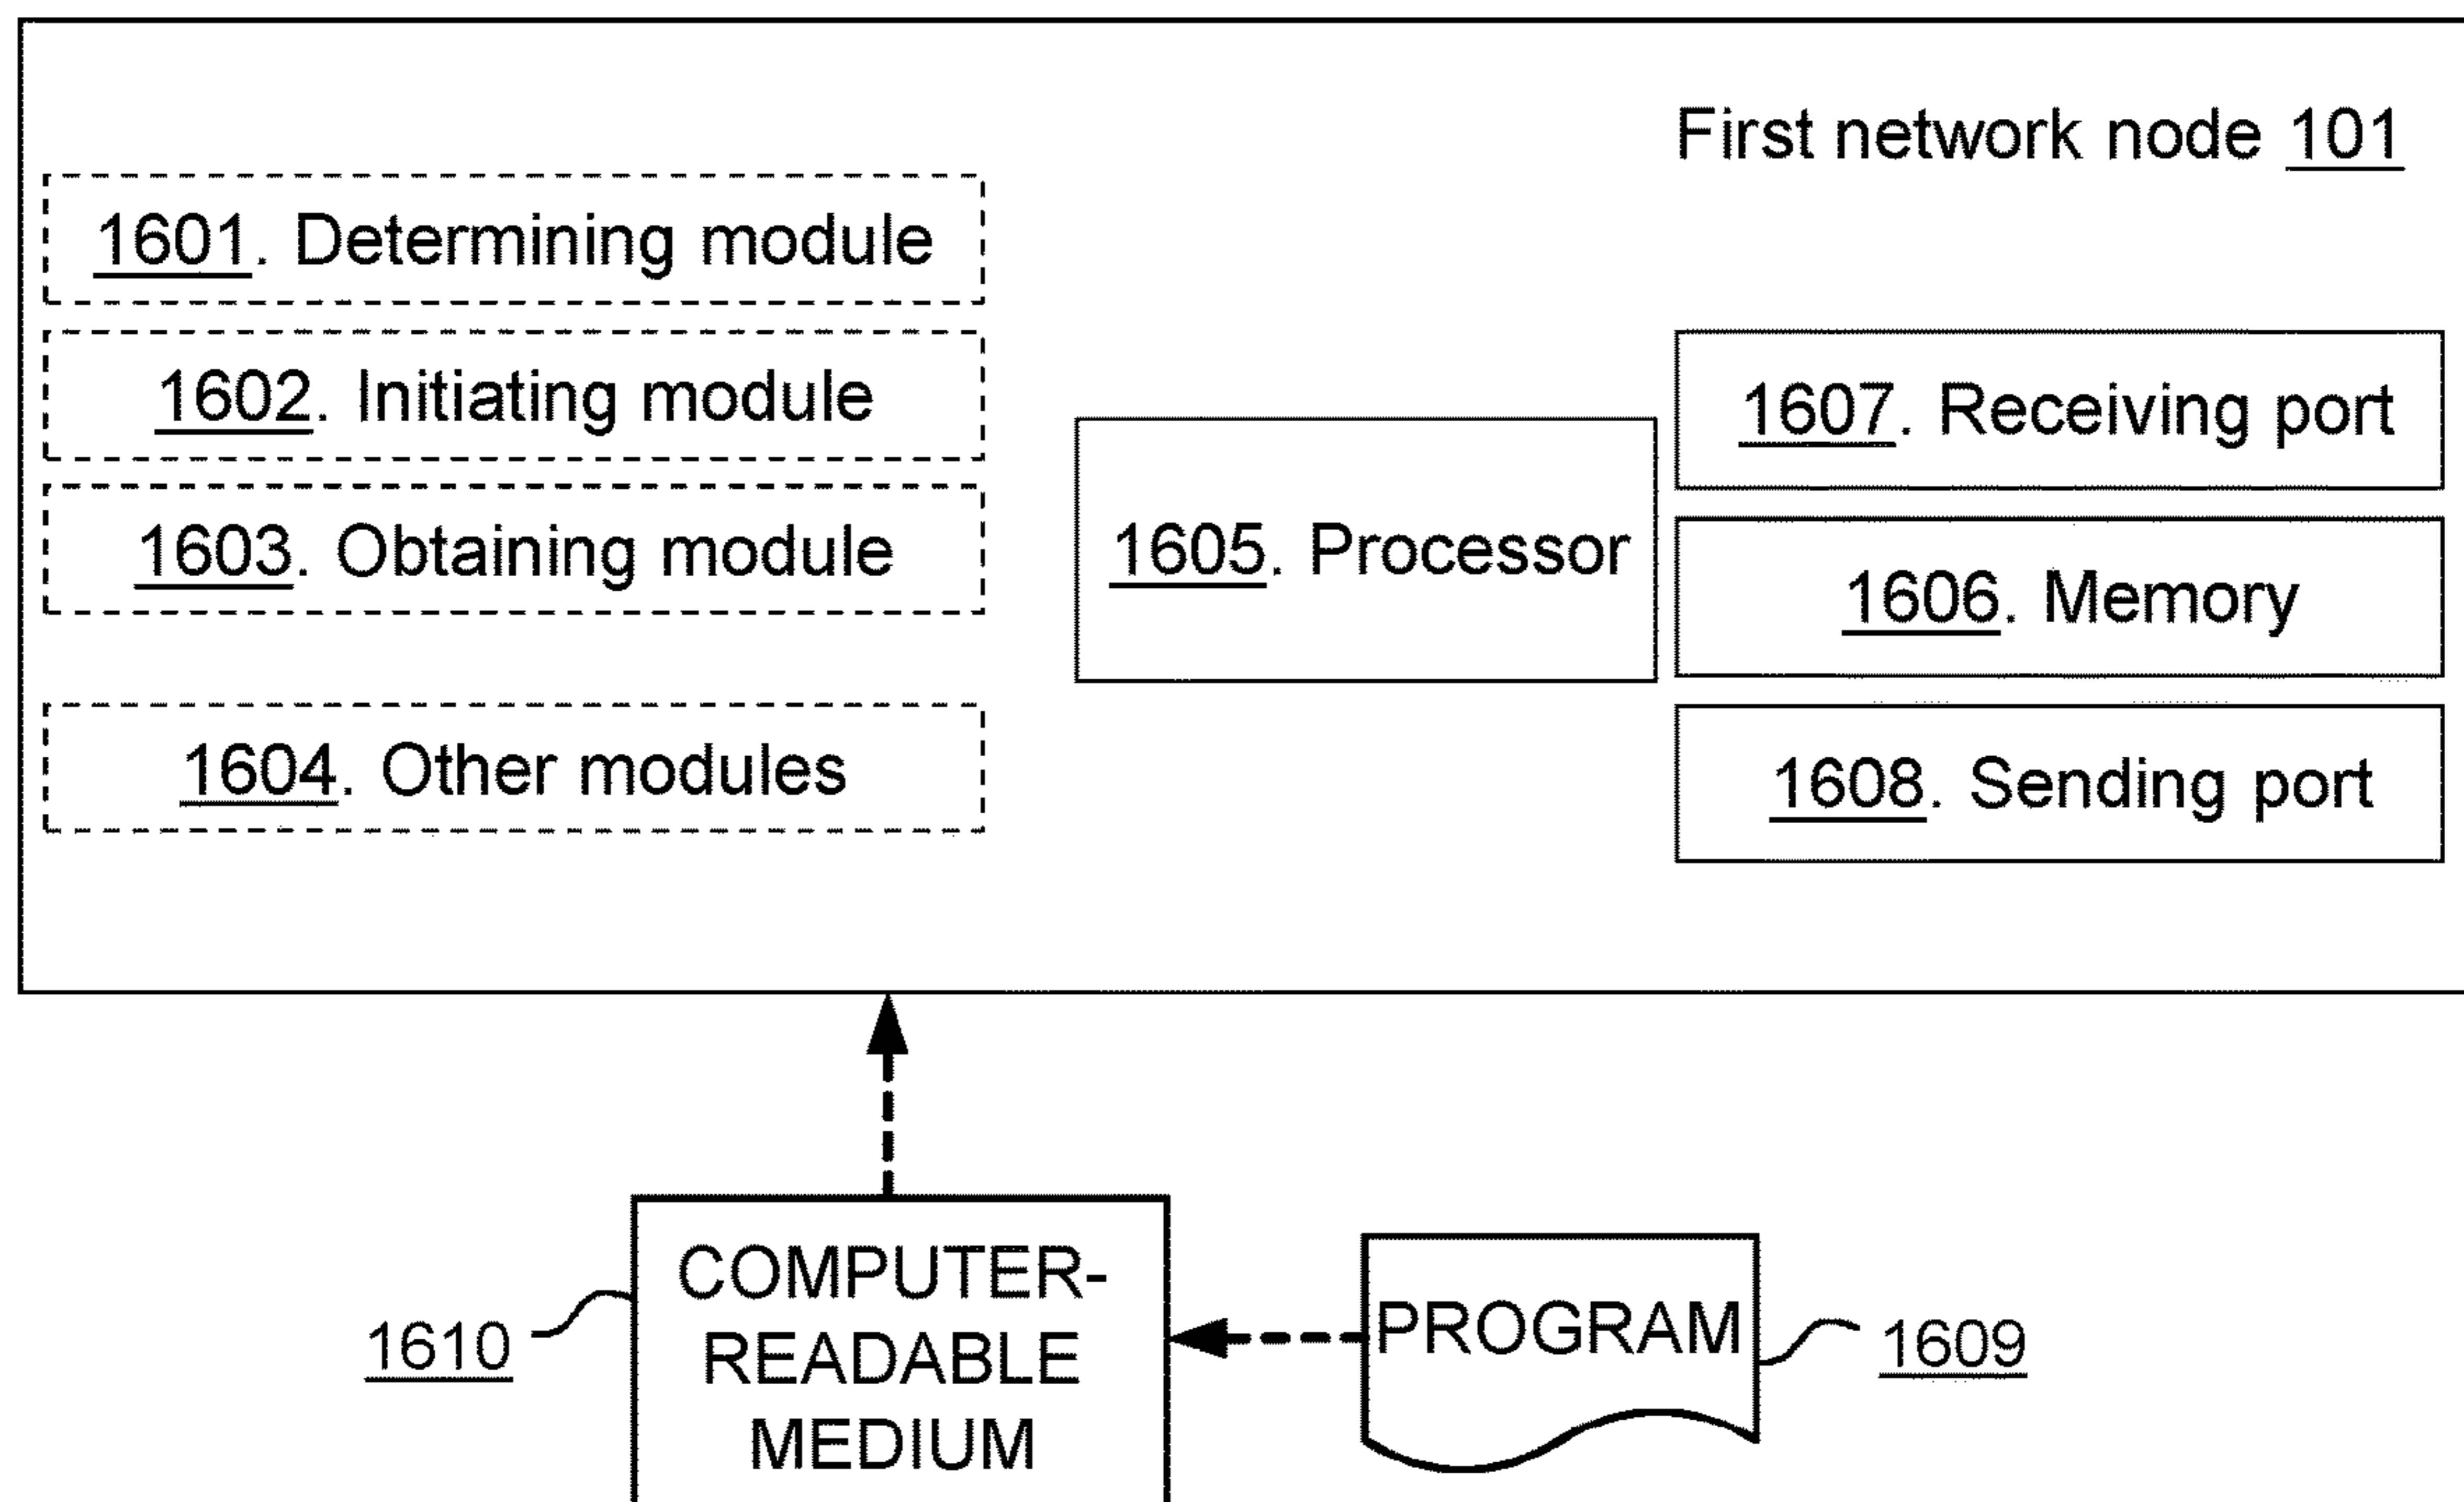 First network node 101
1601. Determining module
1602. Initiating module
1603. Obtaining module
1604. Other modules
1605. Processor
1607. Receiving port
1606. Memory
1608. Sending port
1610
COMPUTER-
READABLE
MEDIUM
PROGRAM
1609